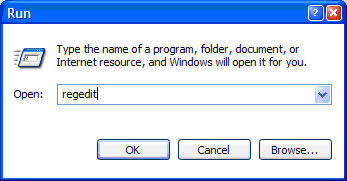 Run
Type the name of a program, folder, document, or
Internet resource, and Windows will open it for you.
Open: regedit
OK Cancel Browse...